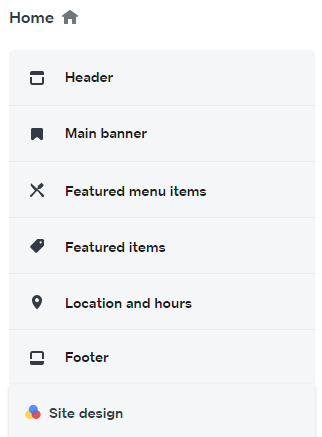 Home
Header
Main banner
Featured menu items
Featured items
Location and hours
Footer
Site design